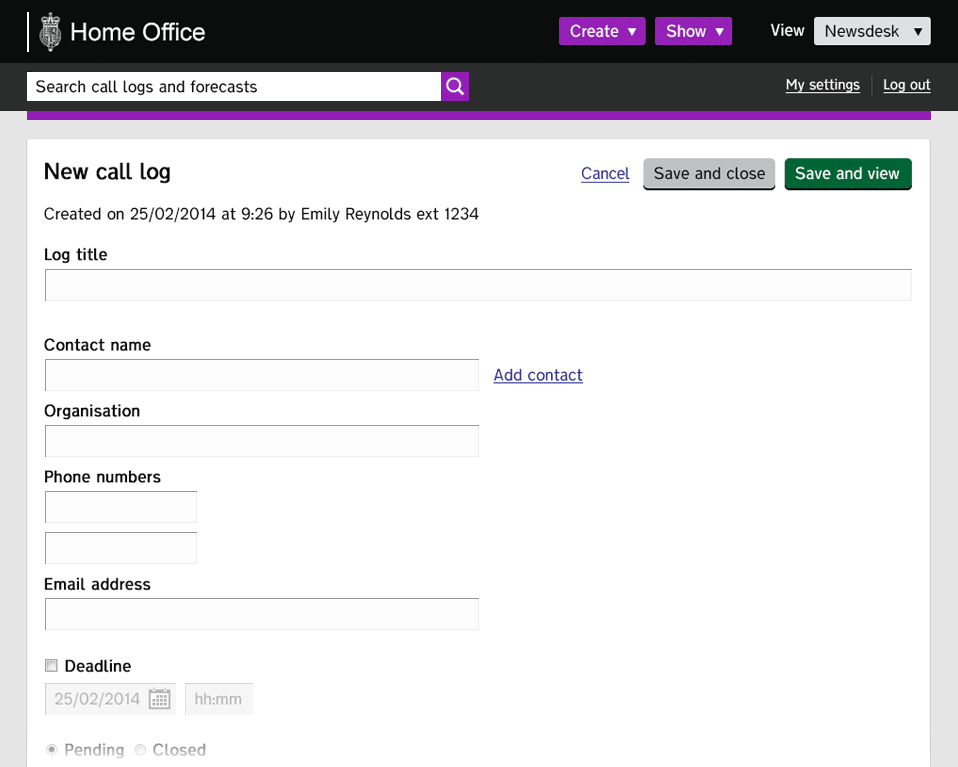 Home Office
Create ▼
Show ▼
View
Newsdesk ▼
Search call logs and forecasts
My settings
Log out
New call log
Cancel
Save and close
Save and view
Created on 25/02/2014 at 9:26 by Emily Reynolds ext 1234
Log title
Contact name
Add contact
Organisation
Phone numbers
Email address
Deadline
25/02/2014
hh:mm
Pending
Closed